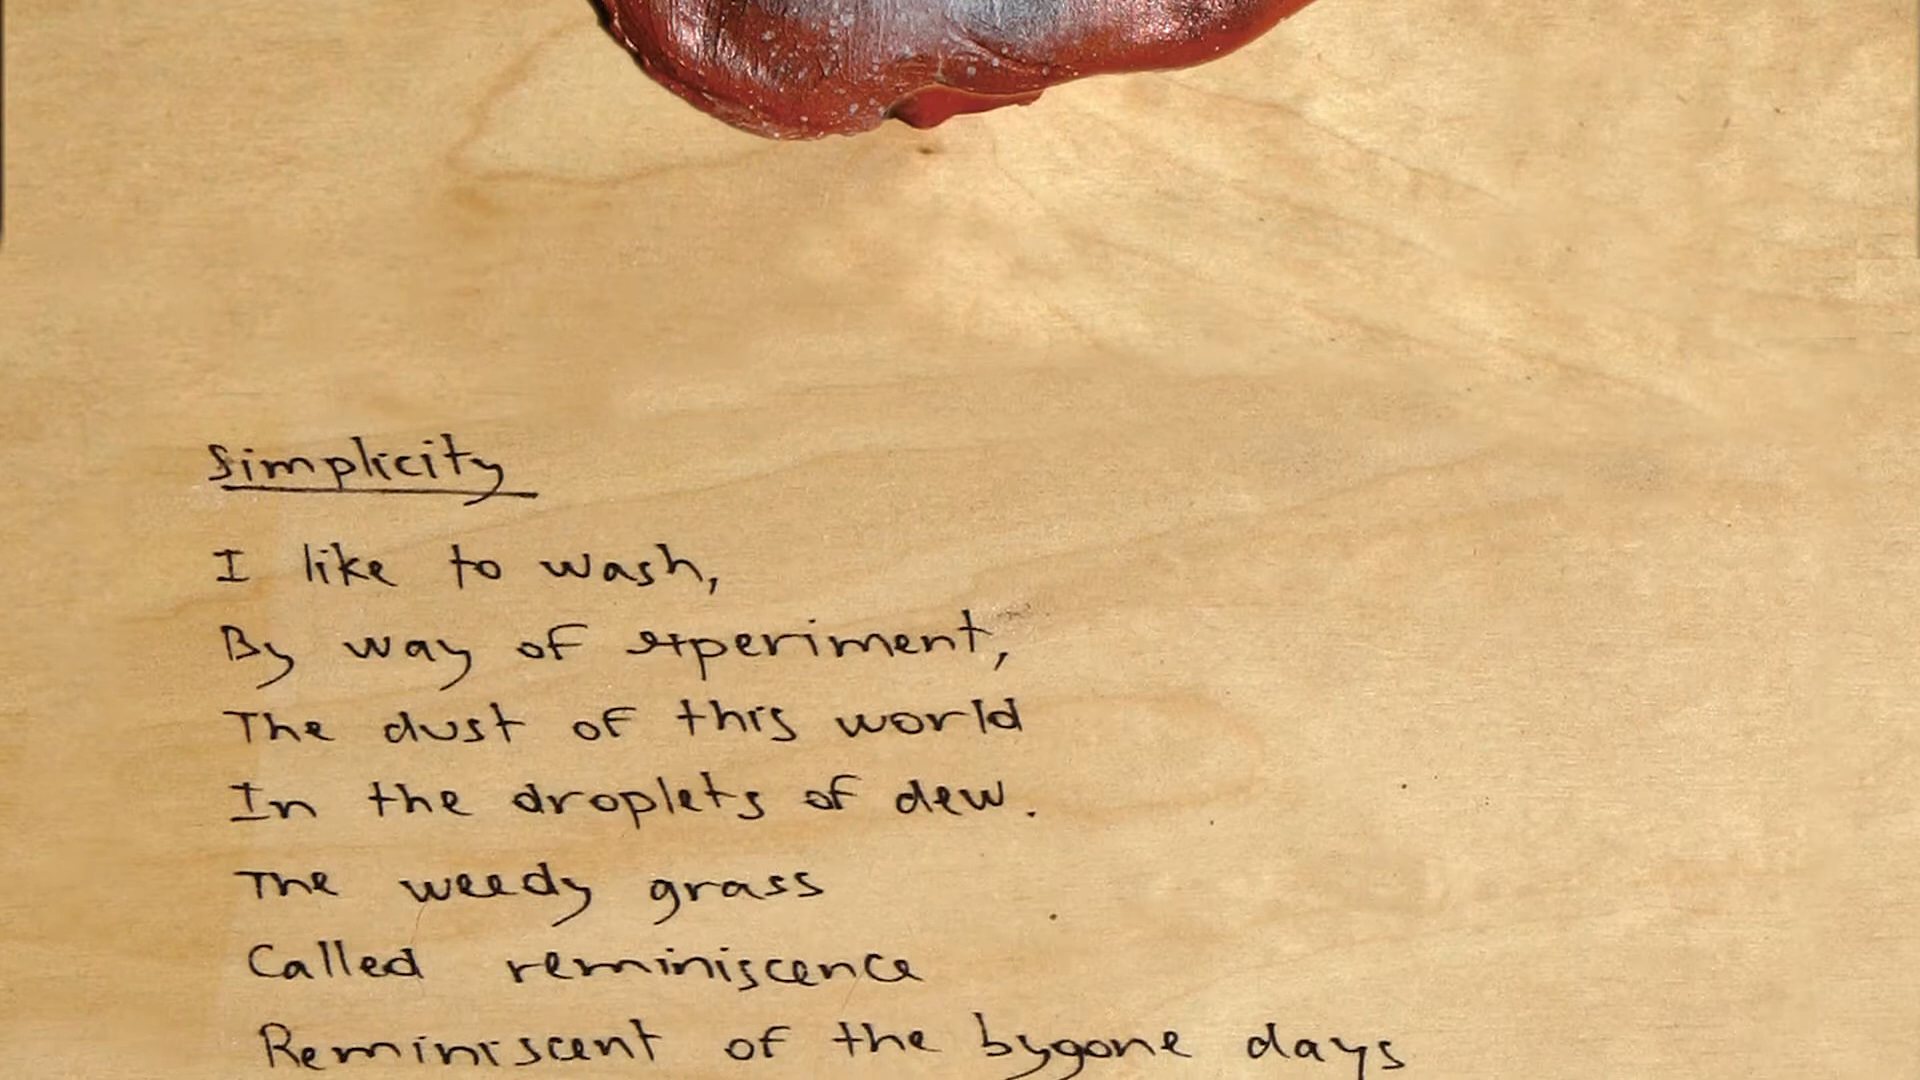 Simplicity
I like to wash,
By way of experiment,
The dust of this world
In the droplets of dew.
The weedy grass
Called reminiscence
Reminiscent of the bygone days